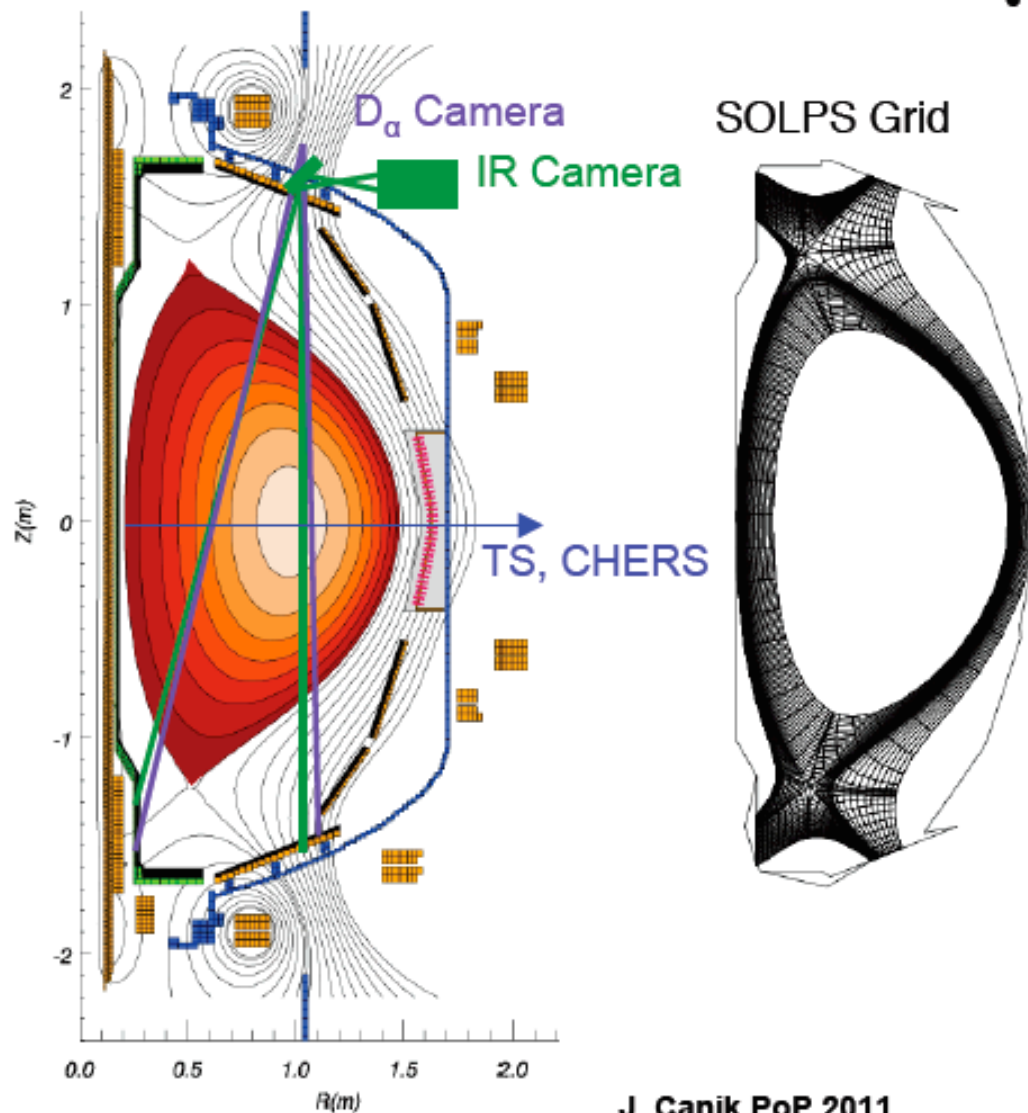 D_α Camera
IR Camera
SOLPS Grid
TS, CHERS
2
1
0
-1
-2
Z(m)
0.0 0.5 1.0 1.5 2.0
R(m)
J. Canik PoP 2011